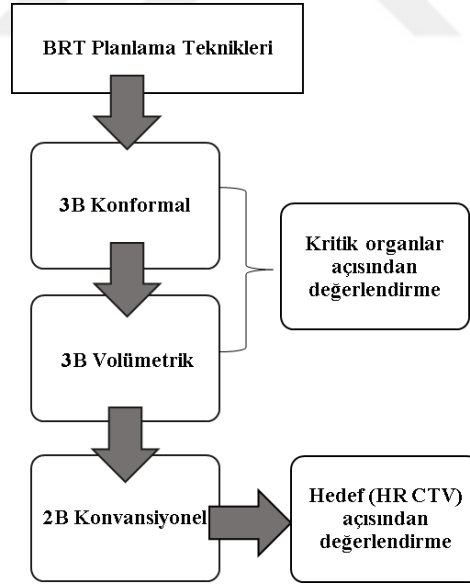 BRT Planlama Teknikleri
3B Konformal
Kritik organlar
açısından
değerlendirme
3B Volümetrik
2B Konvansiyonel
Hedef (HR CTV)
açısından
değerlendirme